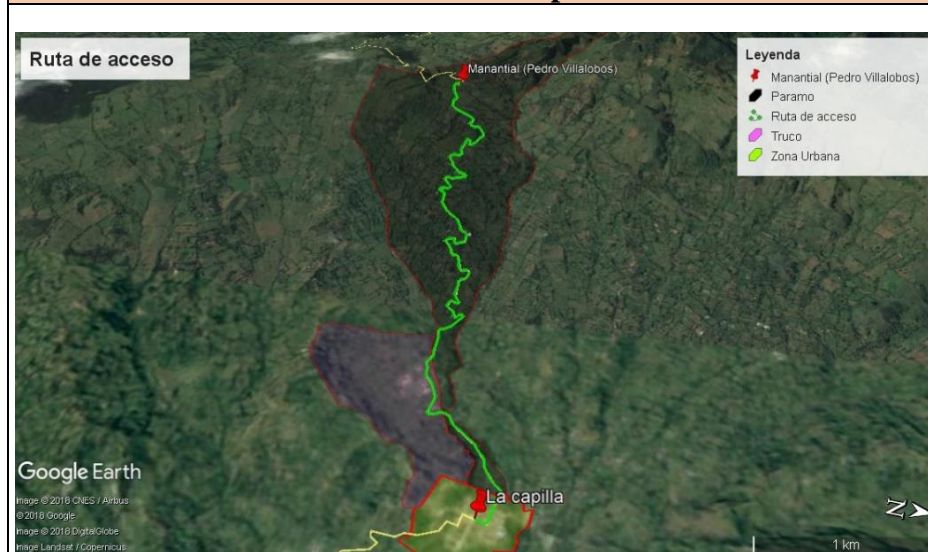 Ruta de acceso
Manantial (Pedro Villalobos)
Leyenda
Manantial (Pedro Villalobos)
Paramo
Ruta de acceso
Truco
Zona Urbana
La capilla
Google Earth
Image © 2018 CNES / Airbus
© 2018 Google
Image © 2018 DigitalGlobe
Image Landsat / Copernicus
N
1 km